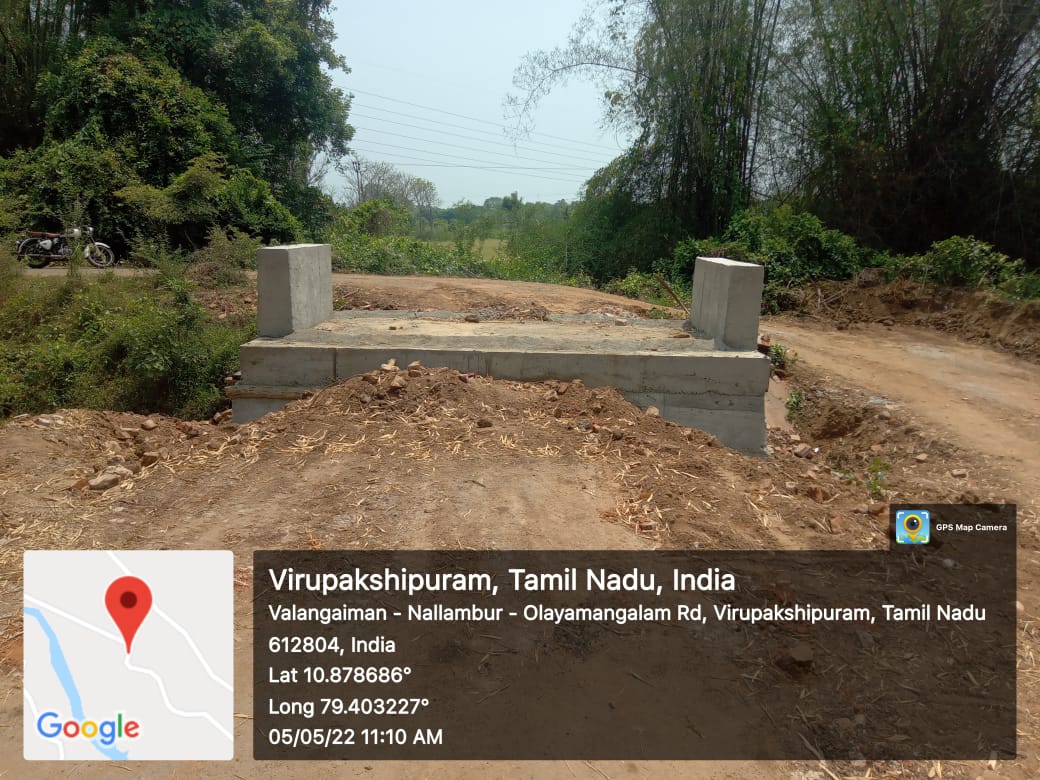 GPS Map Camera
Virupakshipuram, Tamil Nadu, India
Valangaiman - Nallambur - Olayamangalam Rd, Virupakshipuram, Tamil Nadu
612804, India
Lat 10.878686°
Long 79.403227°
05/05/22 11:10 AM
Google